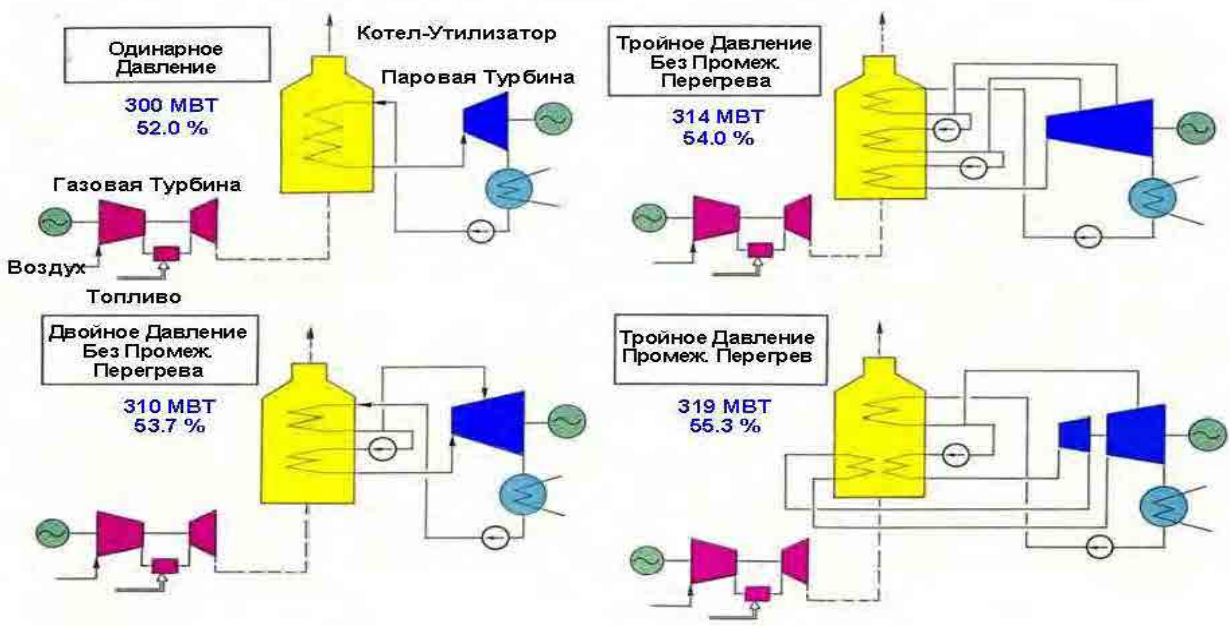 Одинарное
Давление
300 МВТ
52.0 %
Котел-Утилизатор
Паровая Турбина
Газовая Турбина
Воздух
Топливо
Тройное Давление
Без Промеж.
Перегрева
314 МВТ
54.0 %
Двойное Давление
Без Промеж.
Перегрева
310 МВТ
53.7 %
Тройное Давление
Промеж. Перегрев
319 МВТ
55.3 %